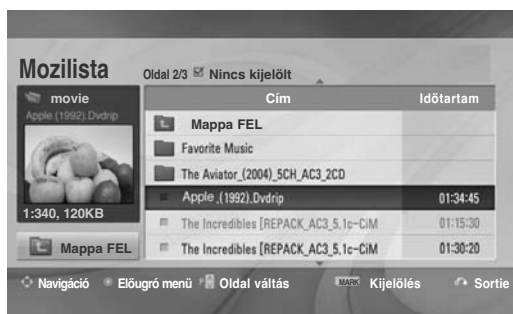 Mozilista
Oldal 2/3 Nincs kijelölt
movie
Apple.(1992).Dvdrip
1:340, 120KB
Mappa FEL
Cím Időtartam
Mappa FEL
Favorite Music
The Aviator_(2004)_5CH_AC3_2CD
Apple.(1992).Dvdrip 01:34:45
The Incredibles [REPACK_AC3_5,1c-CiM 01:15:30
The Incredibles [REPACK_AC3_5,1c-CiM 01:30:20
Navigáció Előugró menü Oldal váltás MARK Kijelölés Sortie